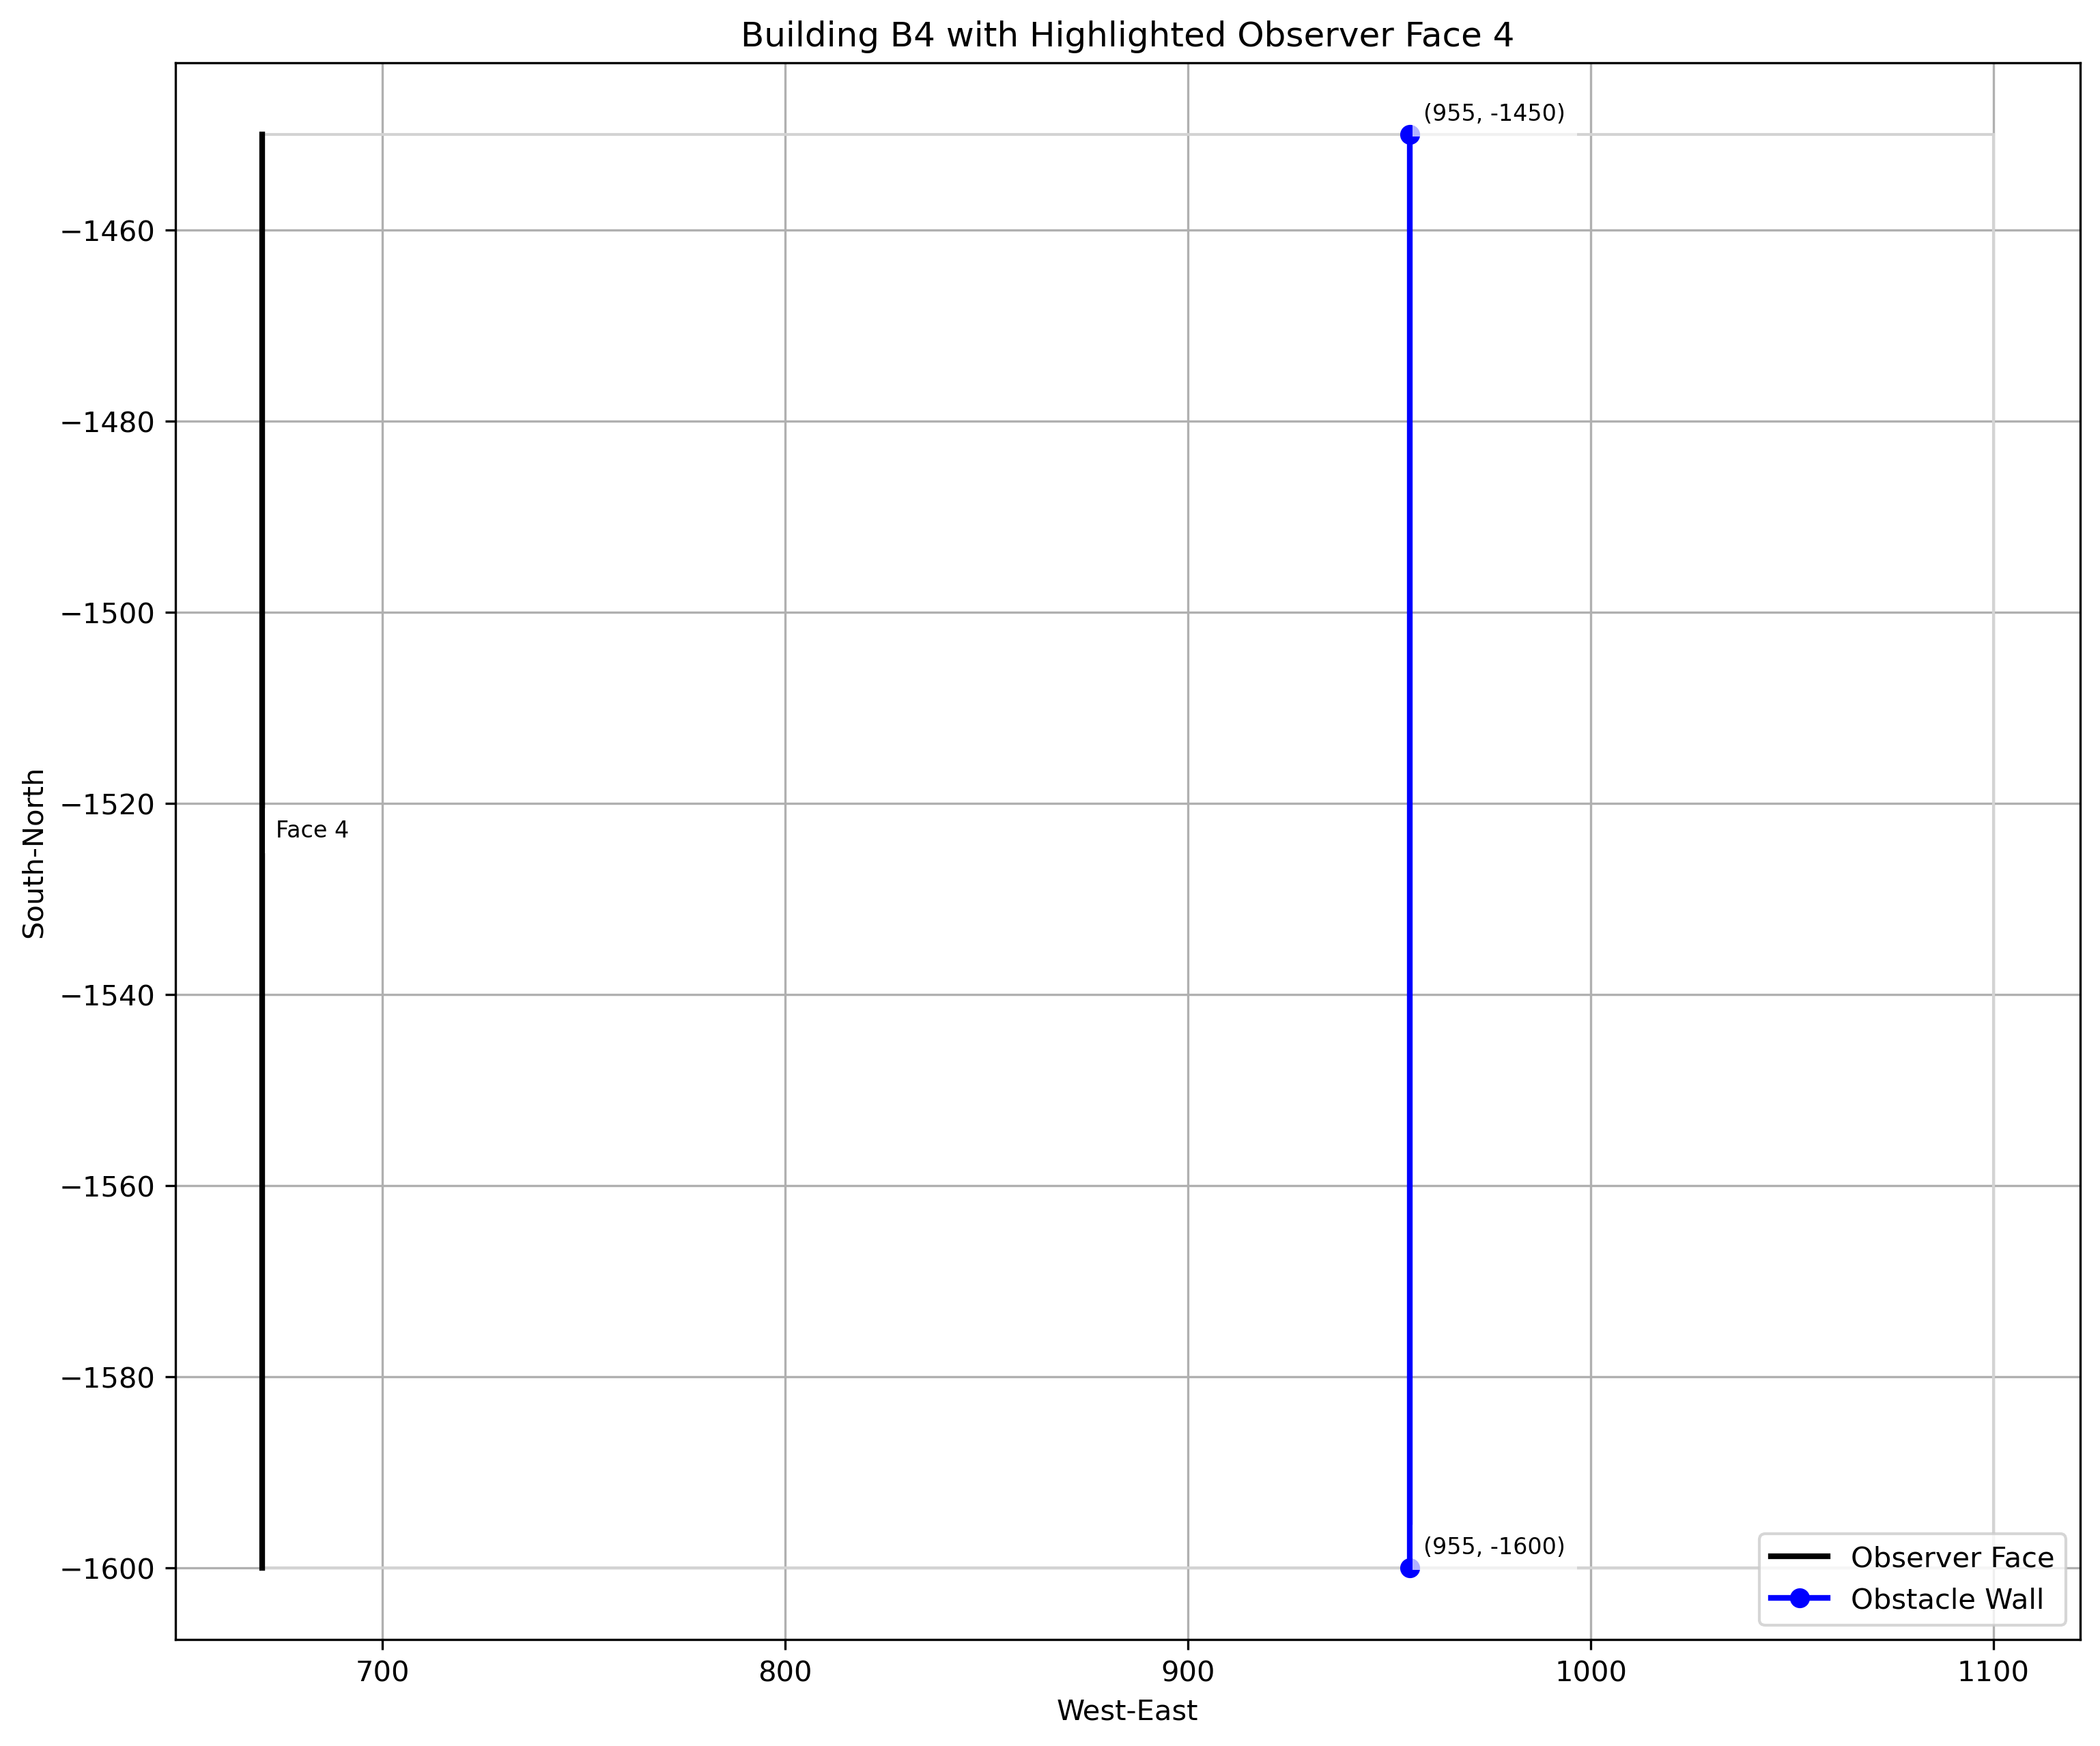 Building B4 with Highlighted Observer Face 4
(955, -1450)
−1460
−1480
−1500
−1520
Face 4
−1540
−1560
−1580
(955, -1600)
−1600
Observer Face
Obstacle Wall
700
800
900
1000
1100
West-East
South-North